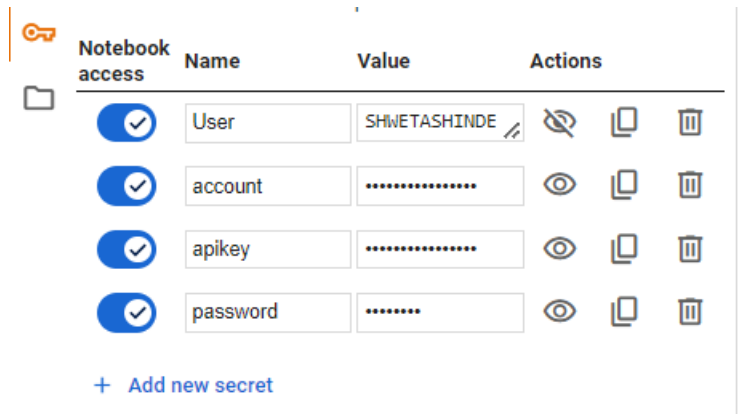 Notebook access Name Value Actions
User SHWETASHINDE
account ••••••••••••••••
apikey ••••••••••••••••
password ••••••••
+ Add new secret